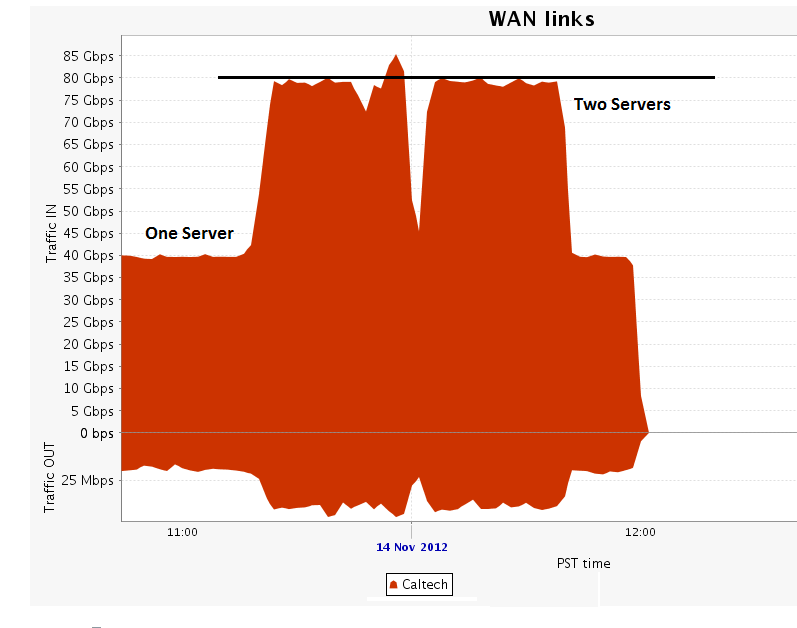 WAN links
85 Gbps
80 Gbps
75 Gbps
Two Servers
70 Gbps
65 Gbps
60 Gbps
55 Gbps
50 Gbps
45 Gbps
One Server
40 Gbps
35 Gbps
30 Gbps
25 Gbps
20 Gbps
15 Gbps
10 Gbps
5 Gbps
0 bps
25 Mbps
Traffic IN
Traffic OUT
11:00
12:00
14 Nov 2012
PST time
Caltech